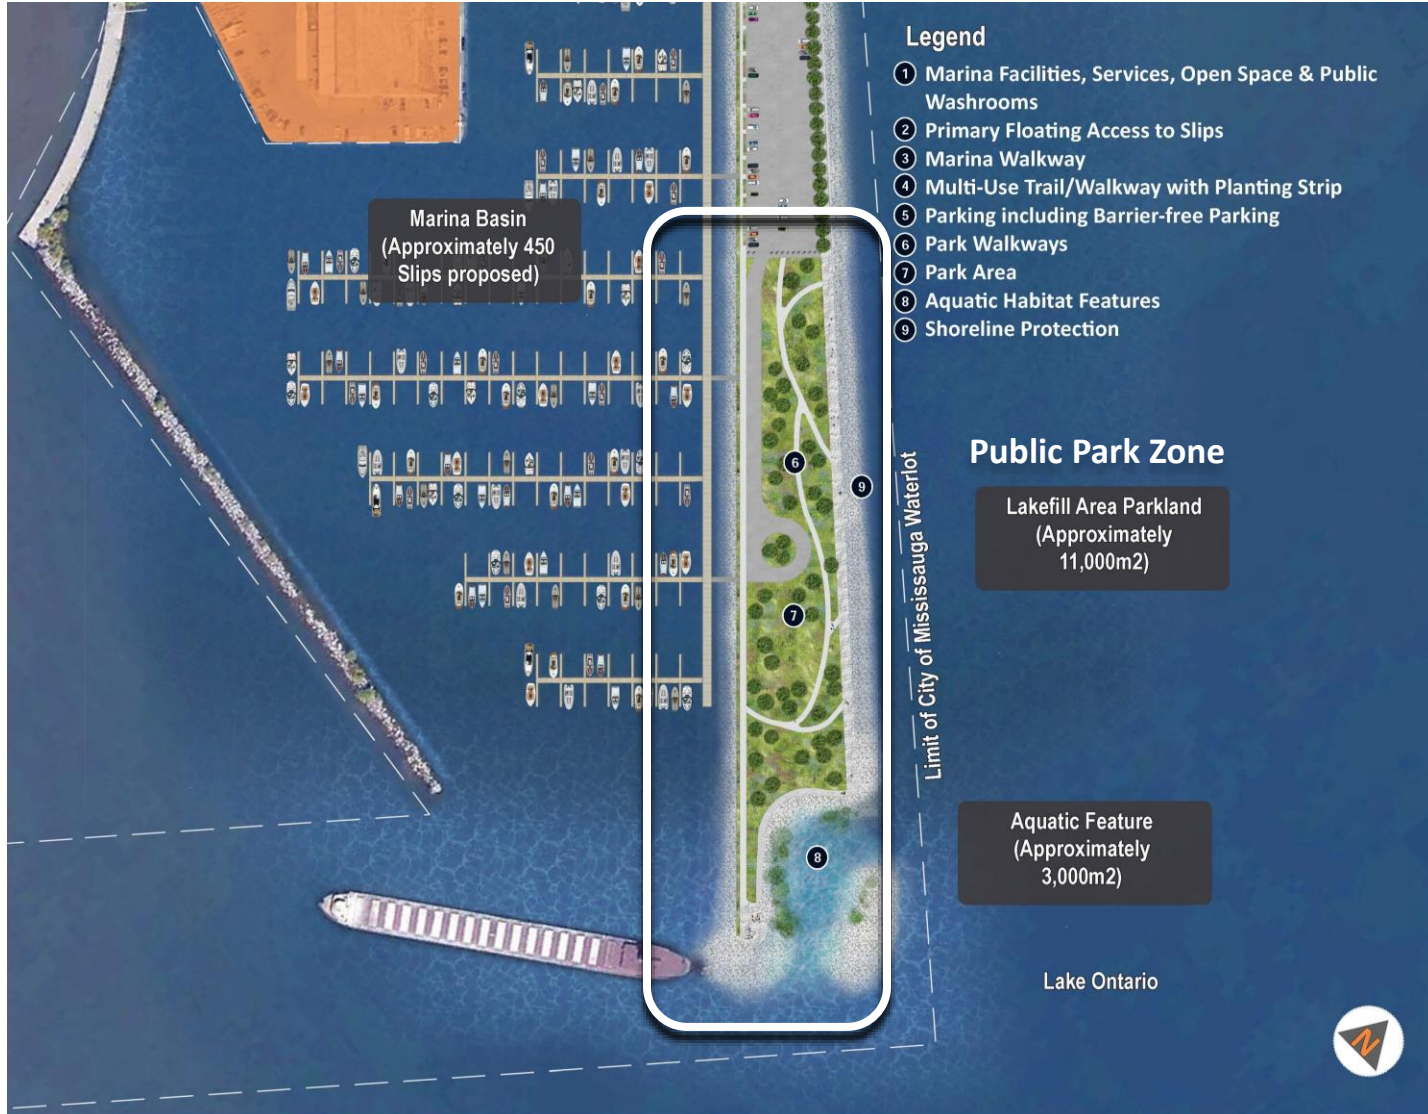 Legend
1 Marina Facilities, Services, Open Space & Public
Washrooms
2 Primary Floating Access to Slips
3 Marina Walkway
4 Multi-Use Trail/Walkway with Planting Strip
5 Parking including Barrier-free Parking
6 Park Walkways
7 Park Area
8 Aquatic Habitat Features
9 Shoreline Protection
Marina Basin
(Approximately 450
Slips proposed)
6
9
7
8
Limit of City of Mississauga Waterlot
Public Park Zone
Lakefill Area Parkland
(Approximately
11,000m2)
Aquatic Feature
(Approximately
3,000m2)
Lake Ontario
N